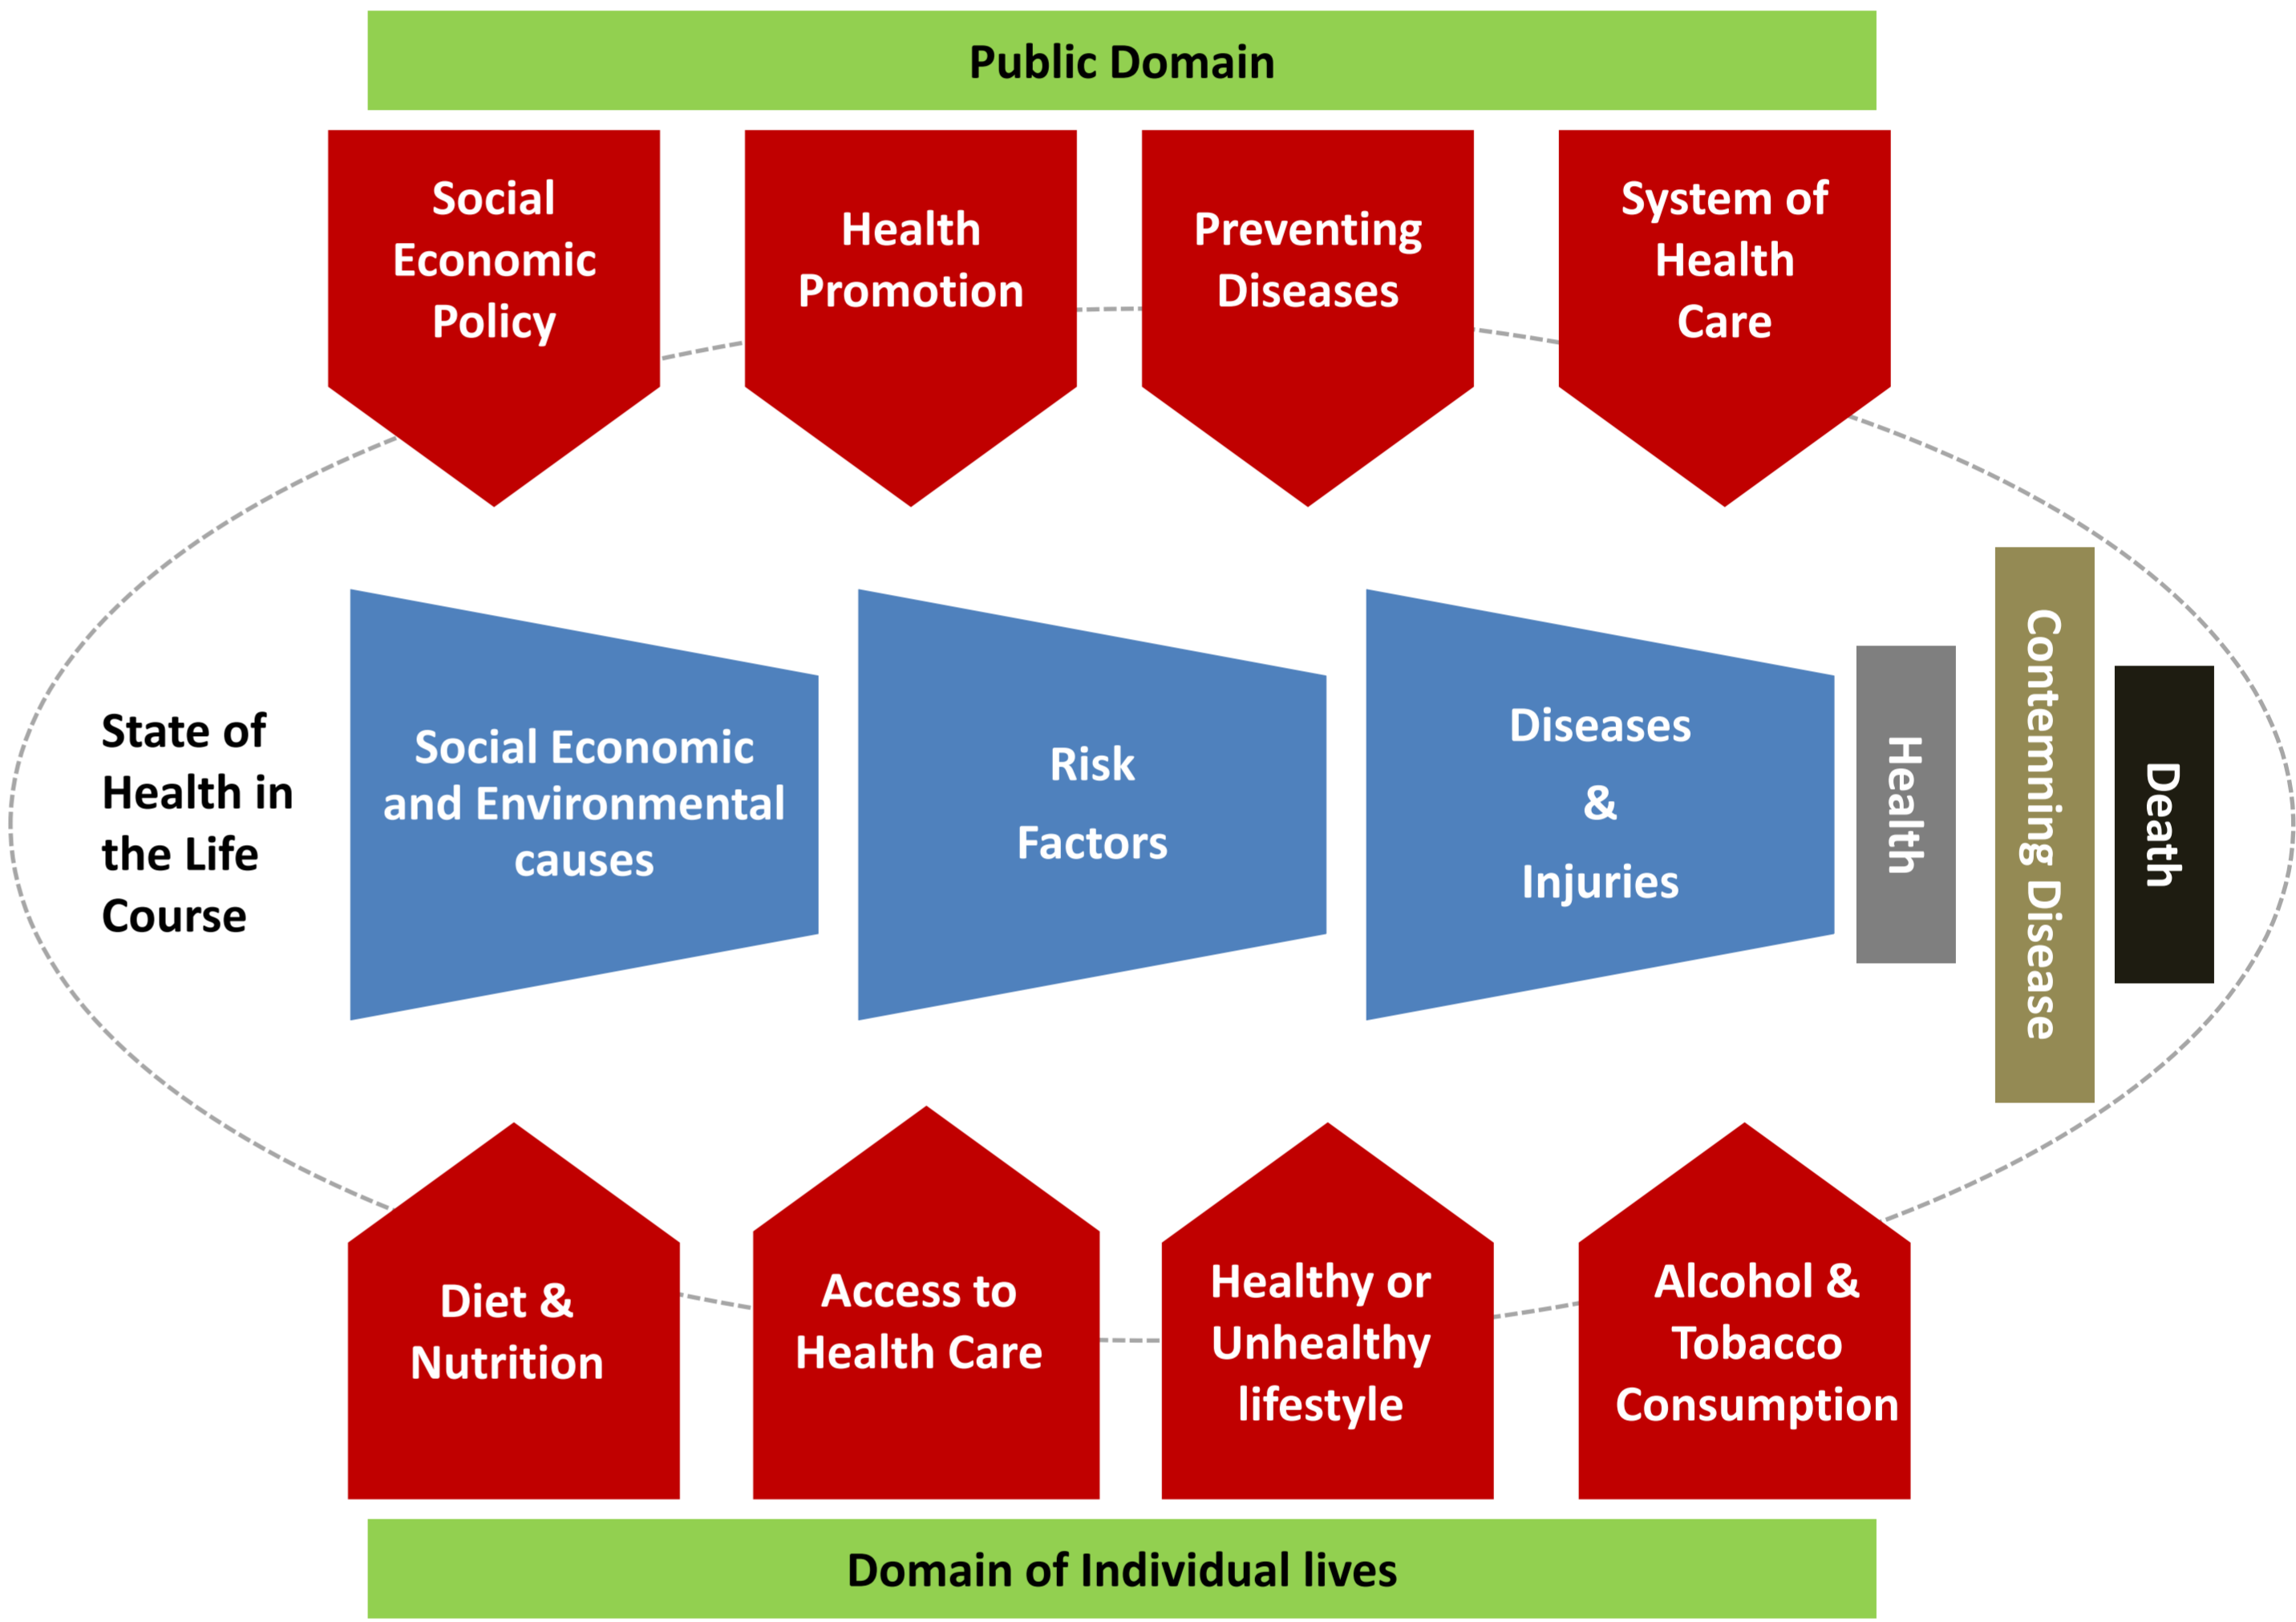 Public Domain
Social
Economic
Policy
Health
Promotion
Preventing
Diseases
System of
Health
Care
State of
Health in
the Life
Course
Social Economic
and Environmental
causes
Risk
Factors
Diseases
&
Injuries
Health
Contemning Disease
Death
Diet &
Nutrition
Access to
Health Care
Healthy or
Unhealthy
lifestyle
Alcohol &
Tobacco
Consumption
Domain of Individual lives